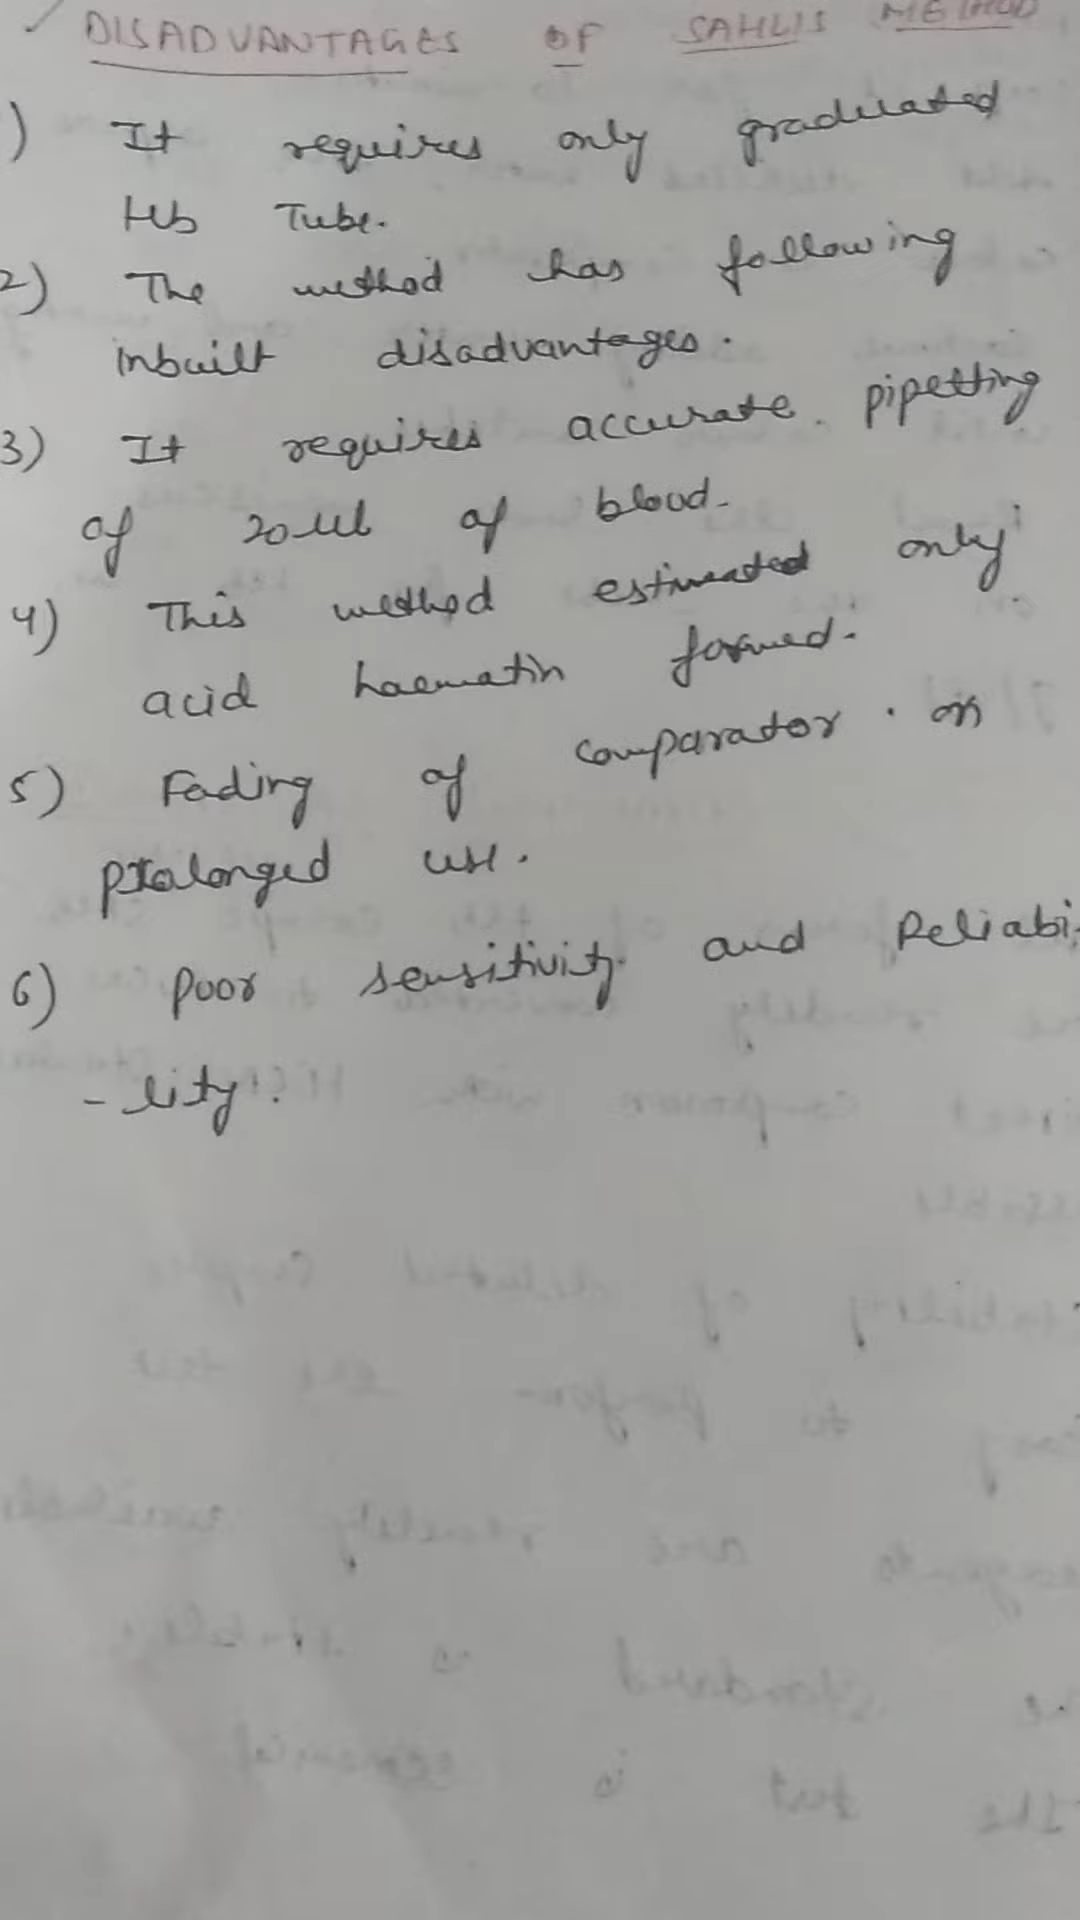 DISADVANTAGES OF SAHLIS METHOD
) It requires only graduated
Hb Tube.
2) The method has following
inbuilt disadvantages.
3) It requires accurate pipetting
of 20 ul of blood.
4) This method estimated only
acid haematin formed.
5) Fading of comparator. on
prolonged use.
6) Poor sensitivity and Reliabi
- lity.